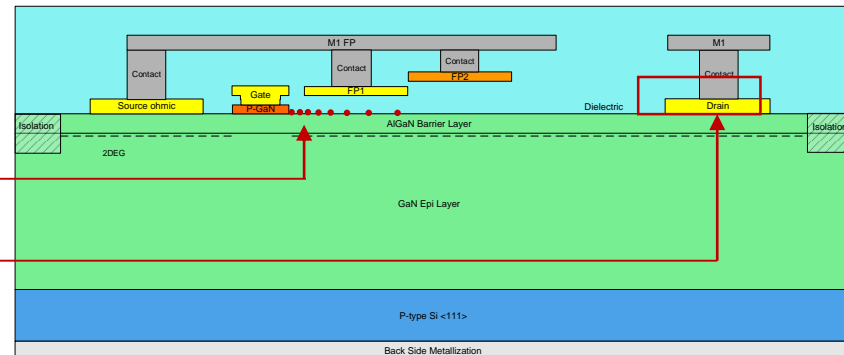 M1 FP
M1
Contact
Contact
Contact
Contact
FP2
Gate
FP1
Source ohmic
P-GaN
Dielectric
Drain
Isolation
AlGaN Barrier Layer
Isolation
2DEG
GaN Epi Layer
P-type Si <111>
Back Side Metallization